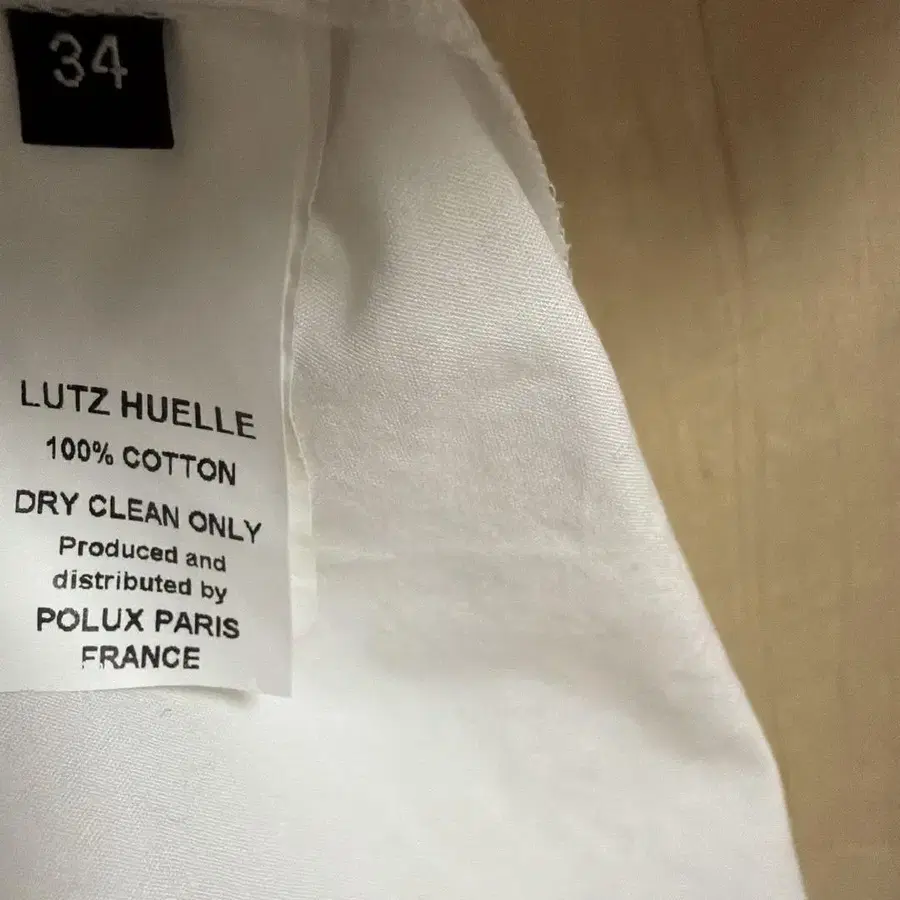 34
LUTZ HUELLE
100% COTTON
DRY CLEAN ONLY
Produced and
distributed by
POLUX PARIS
FRANCE